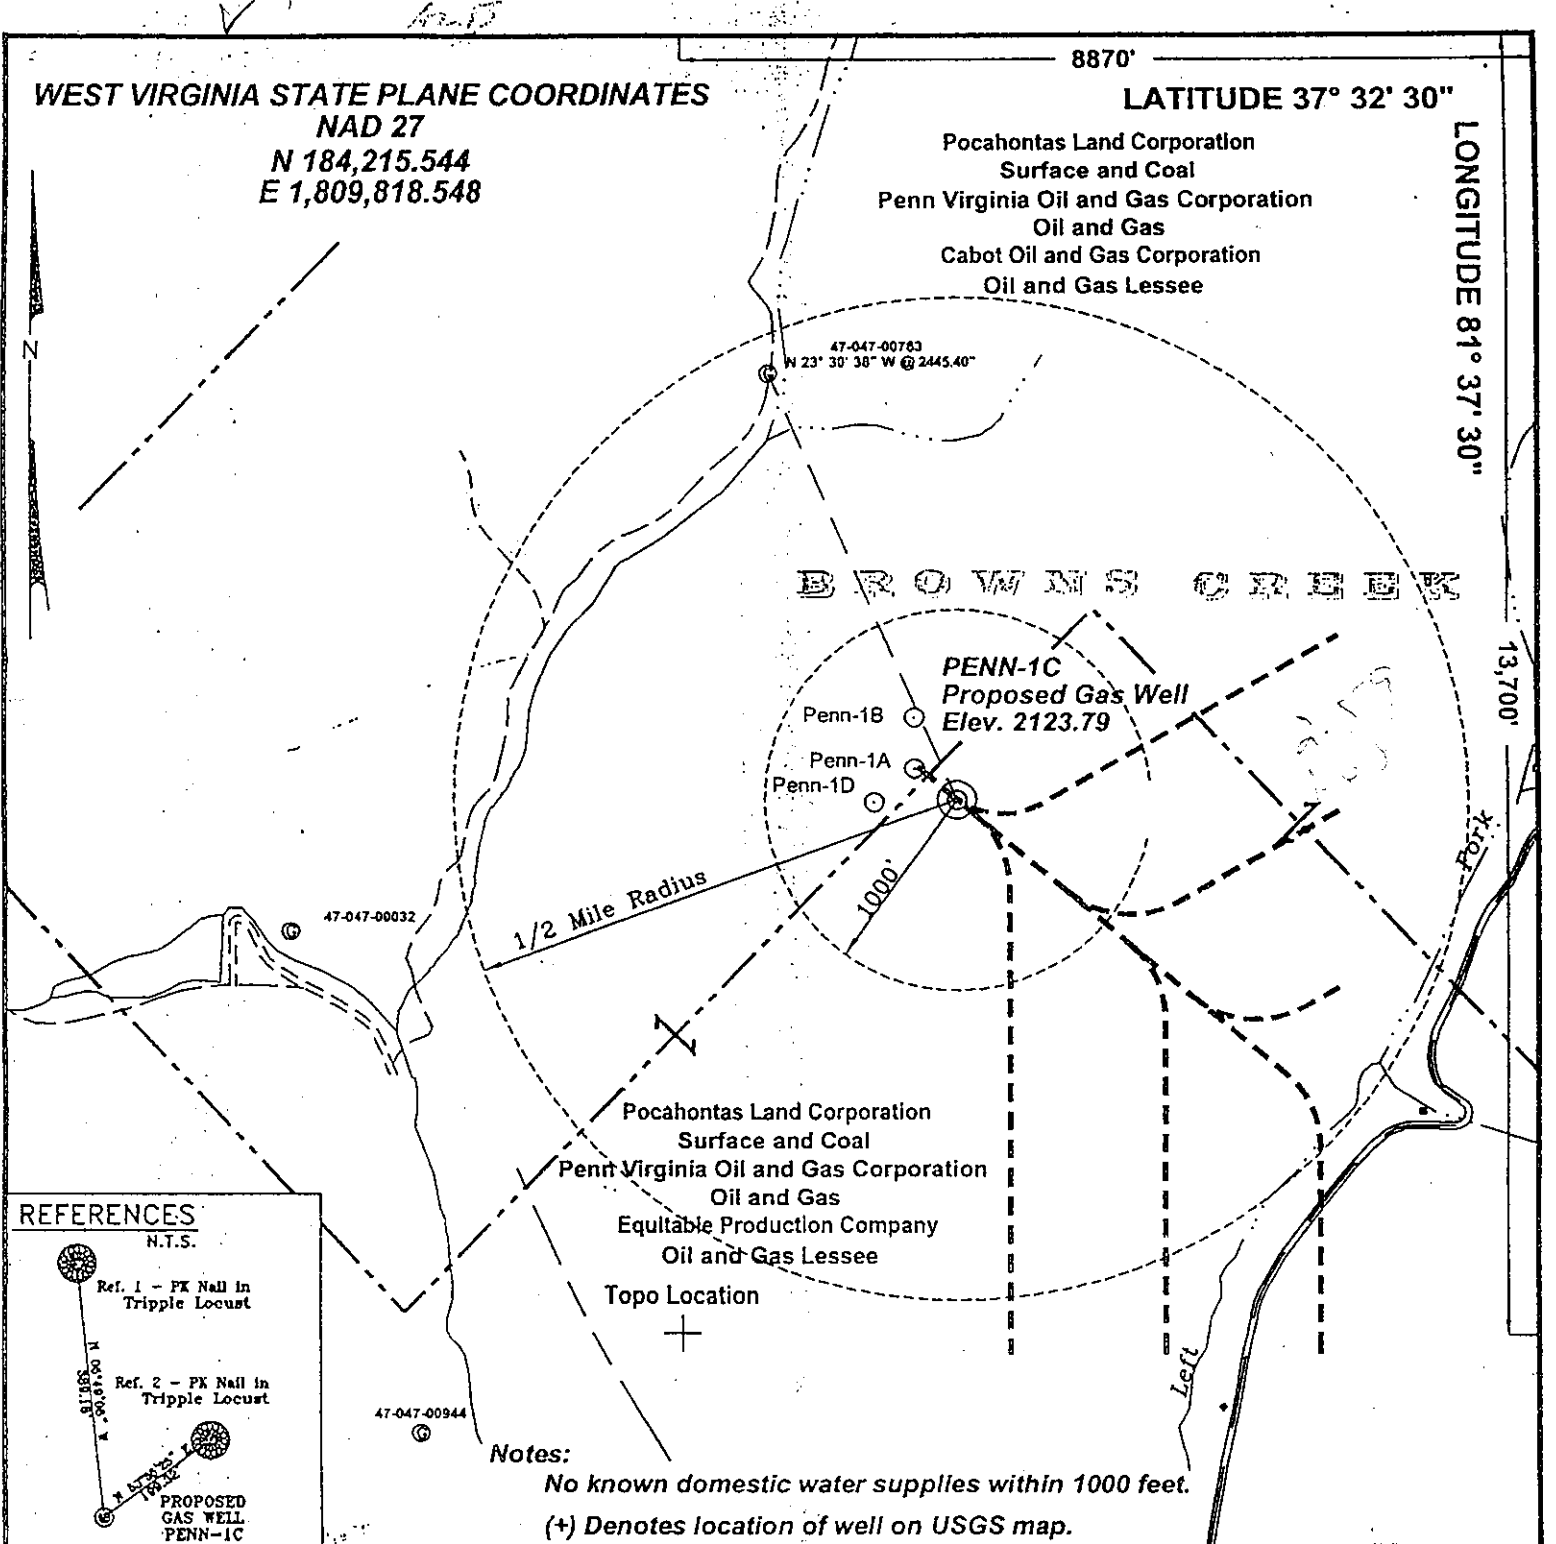 8870'
WEST VIRGINIA STATE PLANE COORDINATES
NAD 27
N 184,215.544
E 1,809,818.548
LATITUDE 37° 32' 30"
LONGITUDE 81° 37' 30"
Pocahontas Land Corporation
Surface and Coal
Penn Virginia Oil and Gas Corporation
Oil and Gas
Cabot Oil and Gas Corporation
Oil and Gas Lessee
N
47-047-00783
N 23° 30' 38" W @ 2445.40"
BROWNS CREEK
13,700'
PENN-1C
Proposed Gas Well
Elev. 2123.79
Penn-1B
Penn-1A
Penn-1D
1000'
1/2 Mile Radius
Fork
47-047-00032
Pocahontas Land Corporation
Surface and Coal
Penn Virginia Oil and Gas Corporation
Oil and Gas
Equitable Production Company
Oil and Gas Lessee
Topo Location
Left
REFERENCES
N.T.S.
Ref. 1 - PK Nail in
Tripple Locust
Ref. 2 - PK Nail in
Tripple Locust
PROPOSED
GAS WELL
PENN-1C
47-047-00944
Notes:
No known domestic water supplies within 1000 feet.
(+) Denotes location of well on USGS map.